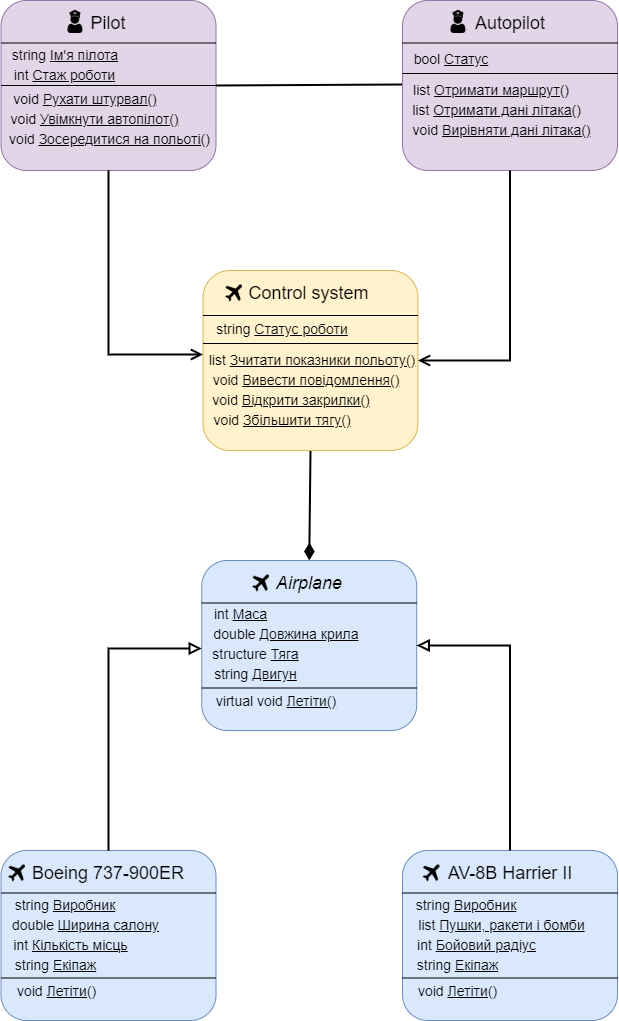 Pilot
string Ім'я пілота
int Стаж роботи
void Рухати штурвал()
void Увімкнути автопілот()
void Зосередитися на польоті()
Autopilot
bool Статус
list Отримати маршрут()
list Отримати дані літака()
void Вирівняти дані літака()
Control system
string Статус роботи
list Зчитати показники польоту()
void Вивести повідомлення()
void Відкрити закрилки()
void Збільшити тягу()
Airplane
int Маса
double Довжина крила
structure Тяга
string Двигун
virtual void Летіти()
Boeing 737-900ER
string Виробник
double Ширина салону
int Кількість місць
string Екіпаж
void Летіти()
AV-8B Harrier II
string Виробник
list Пушки, ракети і бомби
int Бойовий радіус
string Екіпаж
void Летіти()